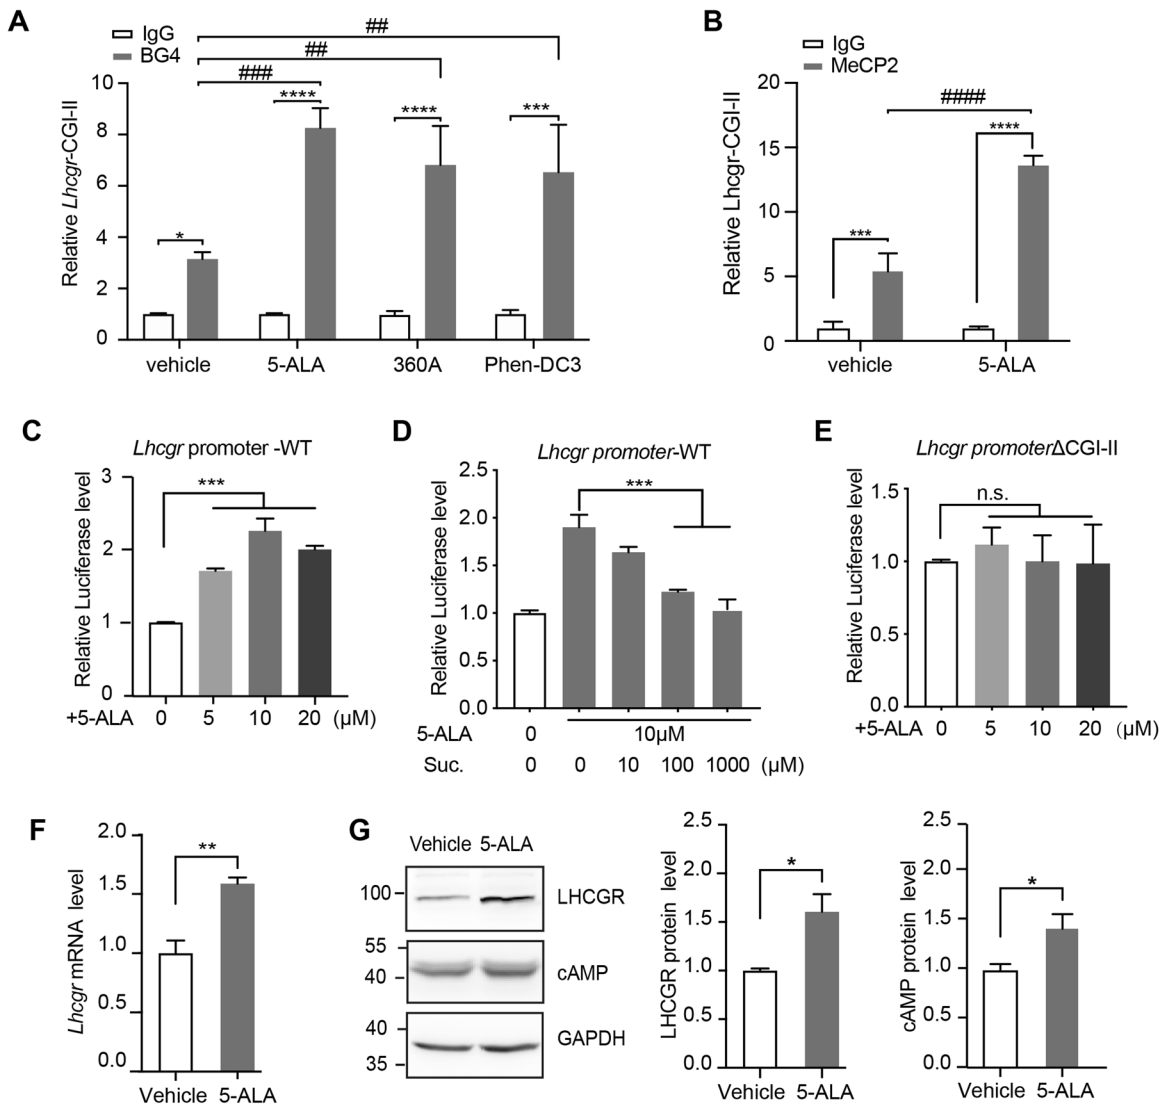 A
IgG
BG4
##
##
###
****
****
***
*
Relative Lhcgr-CGI-II
10
8
6
4
2
0
vehicle 5-ALA 360A Phen-DC3
B
IgG
MeCP2
####
****
***
Relative Lhcgr-CGI-II
20
15
10
5
0
vehicle 5-ALA
C
Lhcgr promoter -WT
***
Relative Luciferase level
3
2
1
0
+5-ALA 0 5 10 20 (μM)
D
Lhcgr promoter-WT
***
Relative Luciferase level
2.5
2.0
1.5
1.0
0.5
0.0
5-ALA 0 10μM
Suc. 0 0 10 100 1000 (μM)
E
Lhcgr promoterΔCGI-II
n.s.
Relative Luciferase level
1.5
1.0
0.5
0.0
+5-ALA 0 5 10 20 (μM)
F
**
Lhcgr mRNA level
2.0
1.5
1.0
0.5
0.0
Vehicle 5-ALA
G
Vehicle 5-ALA
100
LHCGR
55
40
cAMP
40
35
GAPDH
*
LHCGR protein level
2.5
2.0
1.5
1.0
0.5
0.0
Vehicle 5-ALA
*
cAMP protein level
2.5
2.0
1.5
1.0
0.5
0.0
Vehicle 5-ALA